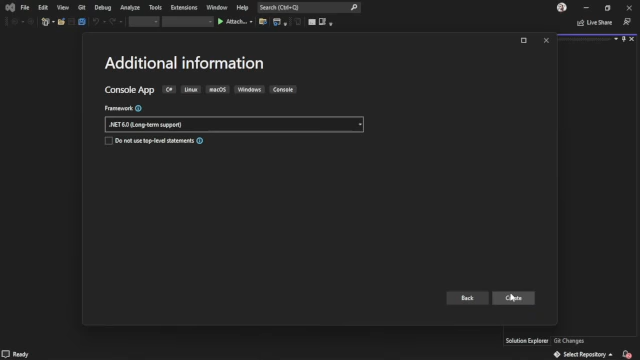 File Edit View Git Debug Analyze Tools Extensions Window Help Search (Ctrl+Q)
Attach... Live Share
Additional information
Console App C# Linux macOS Windows Console
Framework
.NET 6.0 (Long-term support)
Do not use top-level statements
Back Create
Solution Explorer Git Changes
Ready Select Repository